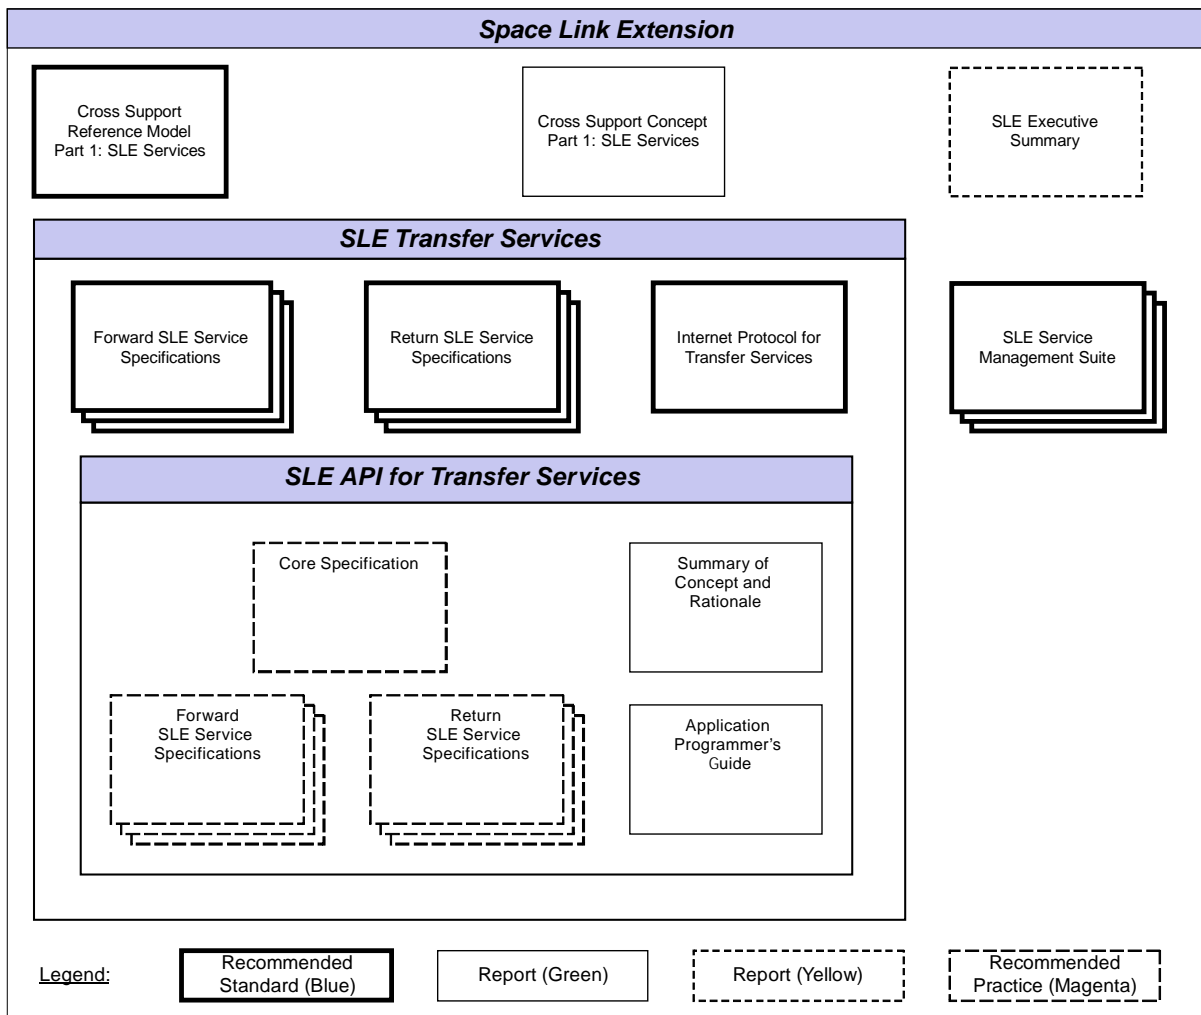 Space Link Extension
Cross Support
Reference Model
Part 1: SLE Services
Cross Support Concept
Part 1: SLE Services
SLE Executive
Summary
SLE Transfer Services
Forward SLE Service
Specifications
Return SLE Service
Specifications
Internet Protocol for
Transfer Services
SLE Service
Management Suite
SLE API for Transfer Services
Core Specification
Summary of
Concept and
Rationale
Forward
SLE Service
Specifications
Return
SLE Service
Specifications
Application
Programmer’s
Guide
Legend:
Recommended
Standard (Blue)
Report (Green)
Report (Yellow)
Recommended
Practice (Magenta)